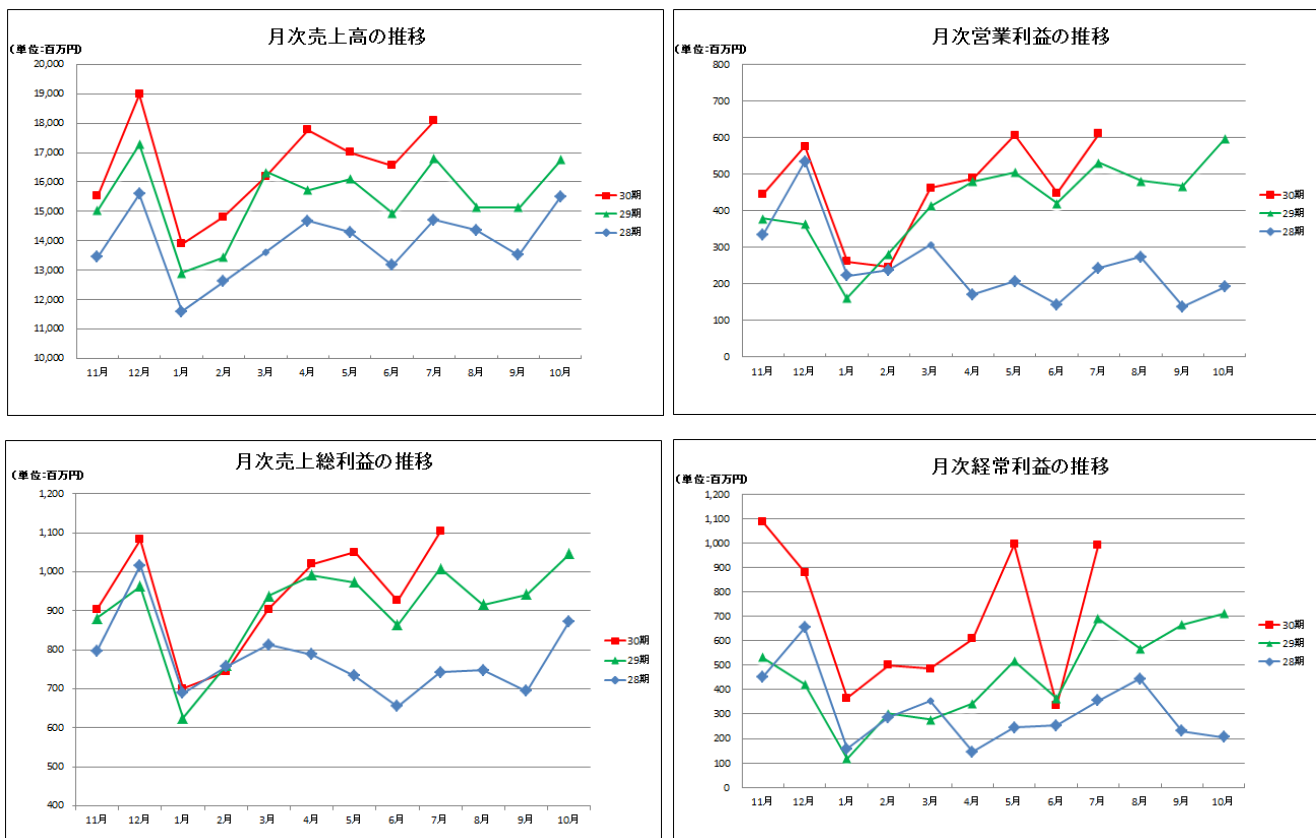 月次売上高の推移
(単位:百万円)
20,000
19,000
18,000
17,000
16,000
15,000
14,000
13,000
12,000
11,000
10,000
11月 12月 1月 2月 3月 4月 5月 6月 7月 8月 9月 10月
30期
29期
28期
月次営業利益の推移
(単位:百万円)
800
700
600
500
400
300
200
100
0
11月 12月 1月 2月 3月 4月 5月 6月 7月 8月 9月 10月
30期
29期
28期
月次売上総利益の推移
(単位:百万円)
1,200
1,100
1,000
900
800
700
600
500
400
11月 12月 1月 2月 3月 4月 5月 6月 7月 8月 9月 10月
30期
29期
28期
月次経常利益の推移
(単位:百万円)
1,200
1,100
1,000
900
800
700
600
500
400
300
200
100
0
11月 12月 1月 2月 3月 4月 5月 6月 7月 8月 9月 10月
30期
29期
28期